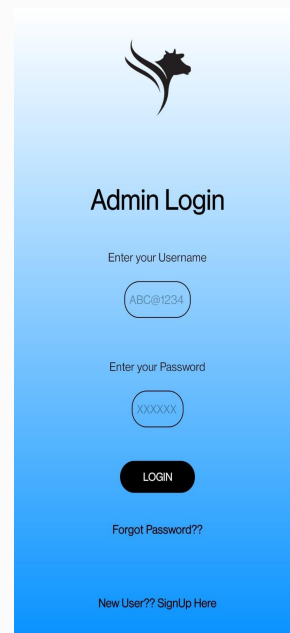 Admin Login
Enter your Username
ABC@1234
Enter your Password
XXXXXX
LOGIN
Forgot Password??
New User?? SignUp Here